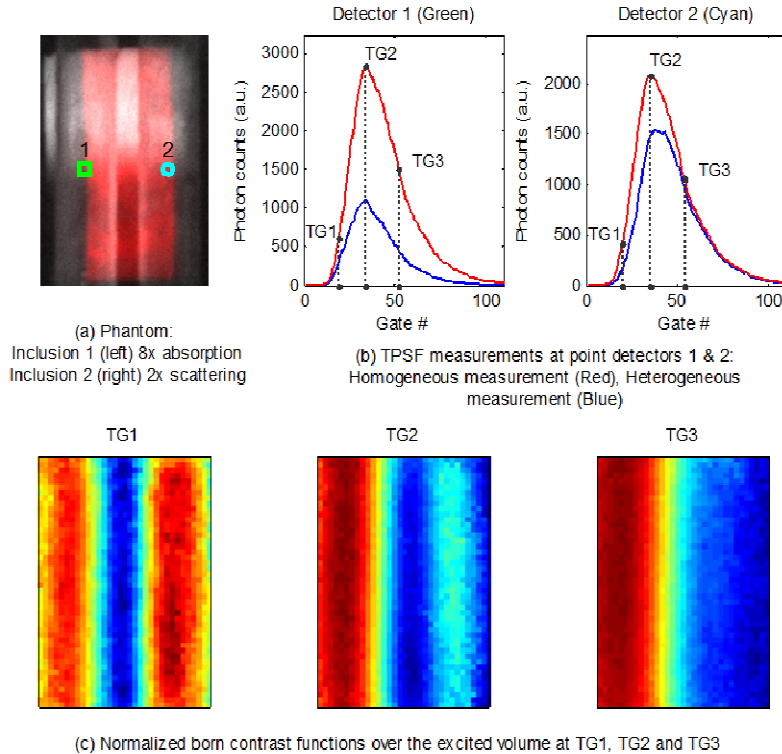 Detector 1 (Green)
Detector 2 (Cyan)
1
2
(a) Phantom:
Inclusion 1 (left) 8x absorption
Inclusion 2 (right) 2x scattering
Photon counts (a.u.)
3000
2500
2000
1500
1000
500
0
TG2
TG3
TG1
0
50
100
Gate #
Photon counts (a.u.)
2000
1500
1000
500
0
TG2
TG3
TG1
0
50
100
Gate #
(b) TPSF measurements at point detectors 1 & 2:
Homogeneous measurement (Red), Heterogeneous
measurement (Blue)
TG1
TG2
TG3
(c) Normalized born contrast functions over the excited volume at TG1, TG2 and TG3